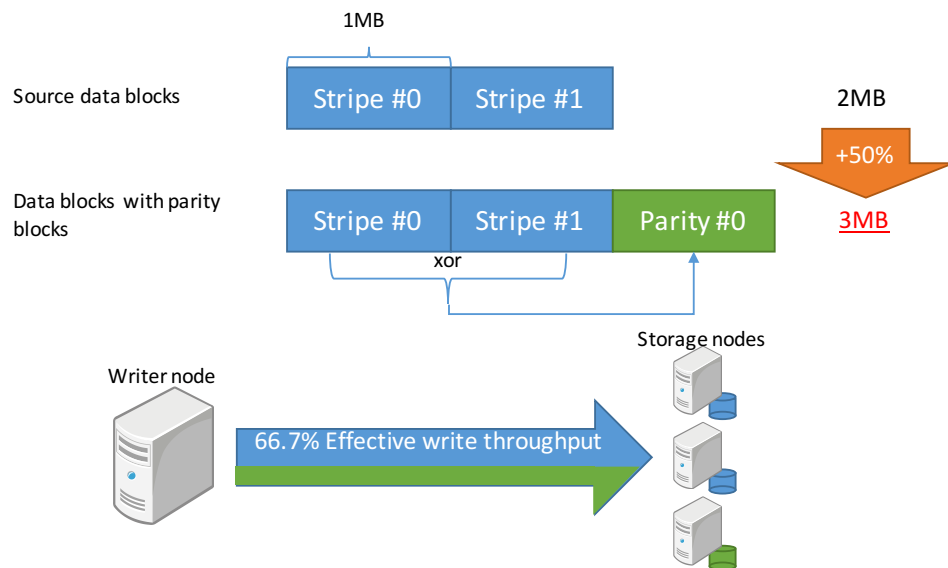 1MB
Source data blocks
Stripe #0
Stripe #1
2MB
+50%
Data blocks with parity
blocks
Stripe #0
Stripe #1
Parity #0
3MB
xor
Storage nodes
Writer node
66.7% Effective write throughput